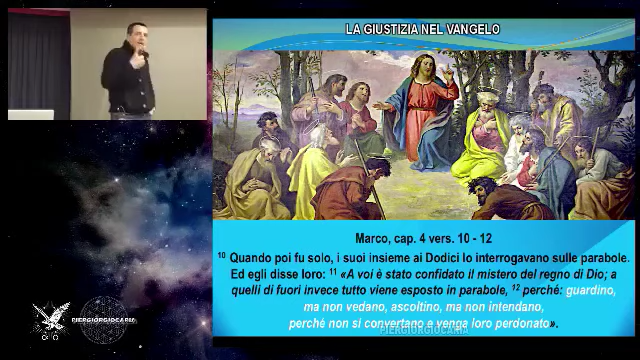 LA GIUSTIZIA NEL VANGELO
Marco, cap. 4 vers. 10 - 12
10 Quando poi fu solo, i suoi insieme ai Dodici lo interrogavano sulle parabole.
Ed egli disse loro: 11 «A voi è stato confidato il mistero del regno di Dio; a
quelli di fuori invece tutto viene esposto in parabole, 12 perché: guardino,
ma non vedano, ascoltino, ma non intendano,
perché non si convertano e venga loro perdonato».
PIERGIORGIOCARIA
PIERGIORGIOCARIA